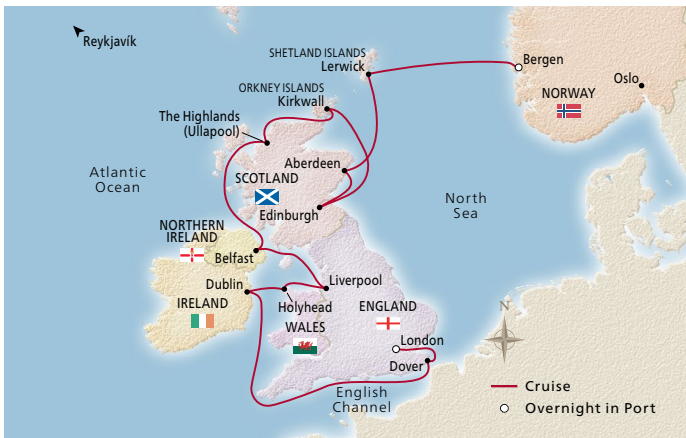 Reykjavík
SHETLAND ISLANDS
Lerwick
Bergen
Oslo
NORWAY
ORKNEY ISLANDS
Kirkwall
The Highlands
(Ullapool)
Atlantic
Ocean
Aberdeen
SCOTLAND
Edinburgh
North
Sea
NORTHERN
IRELAND
Belfast
Dublin
IRELAND
Liverpool
Holyhead
WALES
ENGLAND
London
Dover
English
Channel
N
Cruise
Overnight in Port